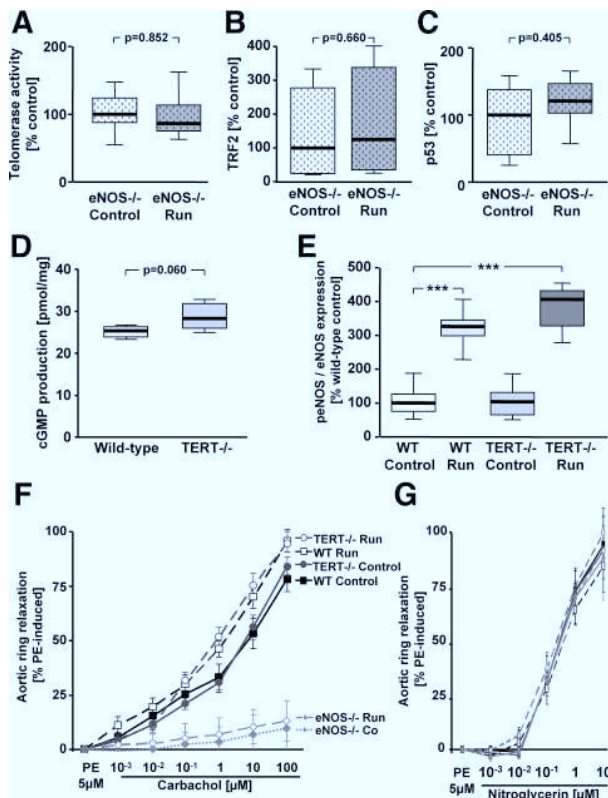 A
Telomerase activity
[% control]
200
150
100
50
0
p=0.852
eNOS-/-
Control
eNOS-/-
Run
B
TRF2 [% control]
400
300
200
100
0
p=0.660
eNOS-/-
Control
eNOS-/-
Run
C
p53 [% control]
200
100
0
p=0.405
eNOS-/-
Control
eNOS-/-
Run
D
cGMP production [pmol/mg]
40
30
20
10
0
p=0.060
Wild-type
TERT-/-
E
peNOS / eNOS expression
[% wild-type control]
500
400
300
200
100
0
***
***
WT
Control
WT
Run
TERT-/-
Control
TERT-/-
Run
F
Aortic ring relaxation
[% PE-induced]
100
75
50
25
0
TERT-/- Run
WT Run
TERT-/- Control
WT Control
eNOS-/- Run
eNOS-/- Co
PE
5µM
10⁻³ 10⁻² 10⁻¹ 1 10 100
Carbachol [µM]
G
Aortic ring relaxation
[% PE-induced]
100
75
50
25
0
PE
5µM
10⁻³ 10⁻² 10⁻¹ 1 10
Nitroglycerin [µM]